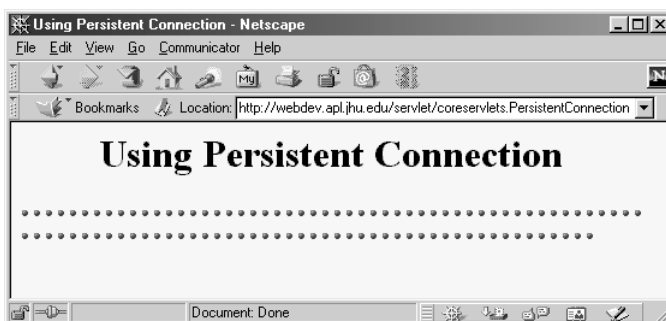 Using Persistent Connection - Netscape
File Edit View Go Communicator Help
My
N
Bookmarks Location: http://webdev.apl.jhu.edu/servlet/coreservlets.PersistentConnection
Using Persistent Connection
Document: Done